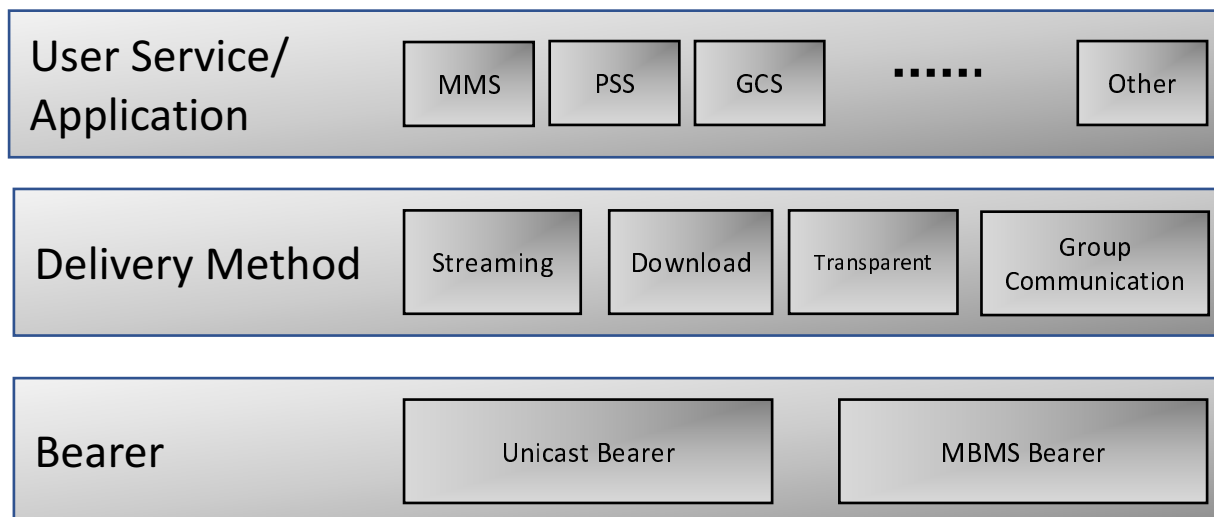 User Service/
Application
MMS
PSS
GCS
......
Other
Delivery Method
Streaming
Download
Transparent
Group
Communication
Bearer
Unicast Bearer
MBMS Bearer